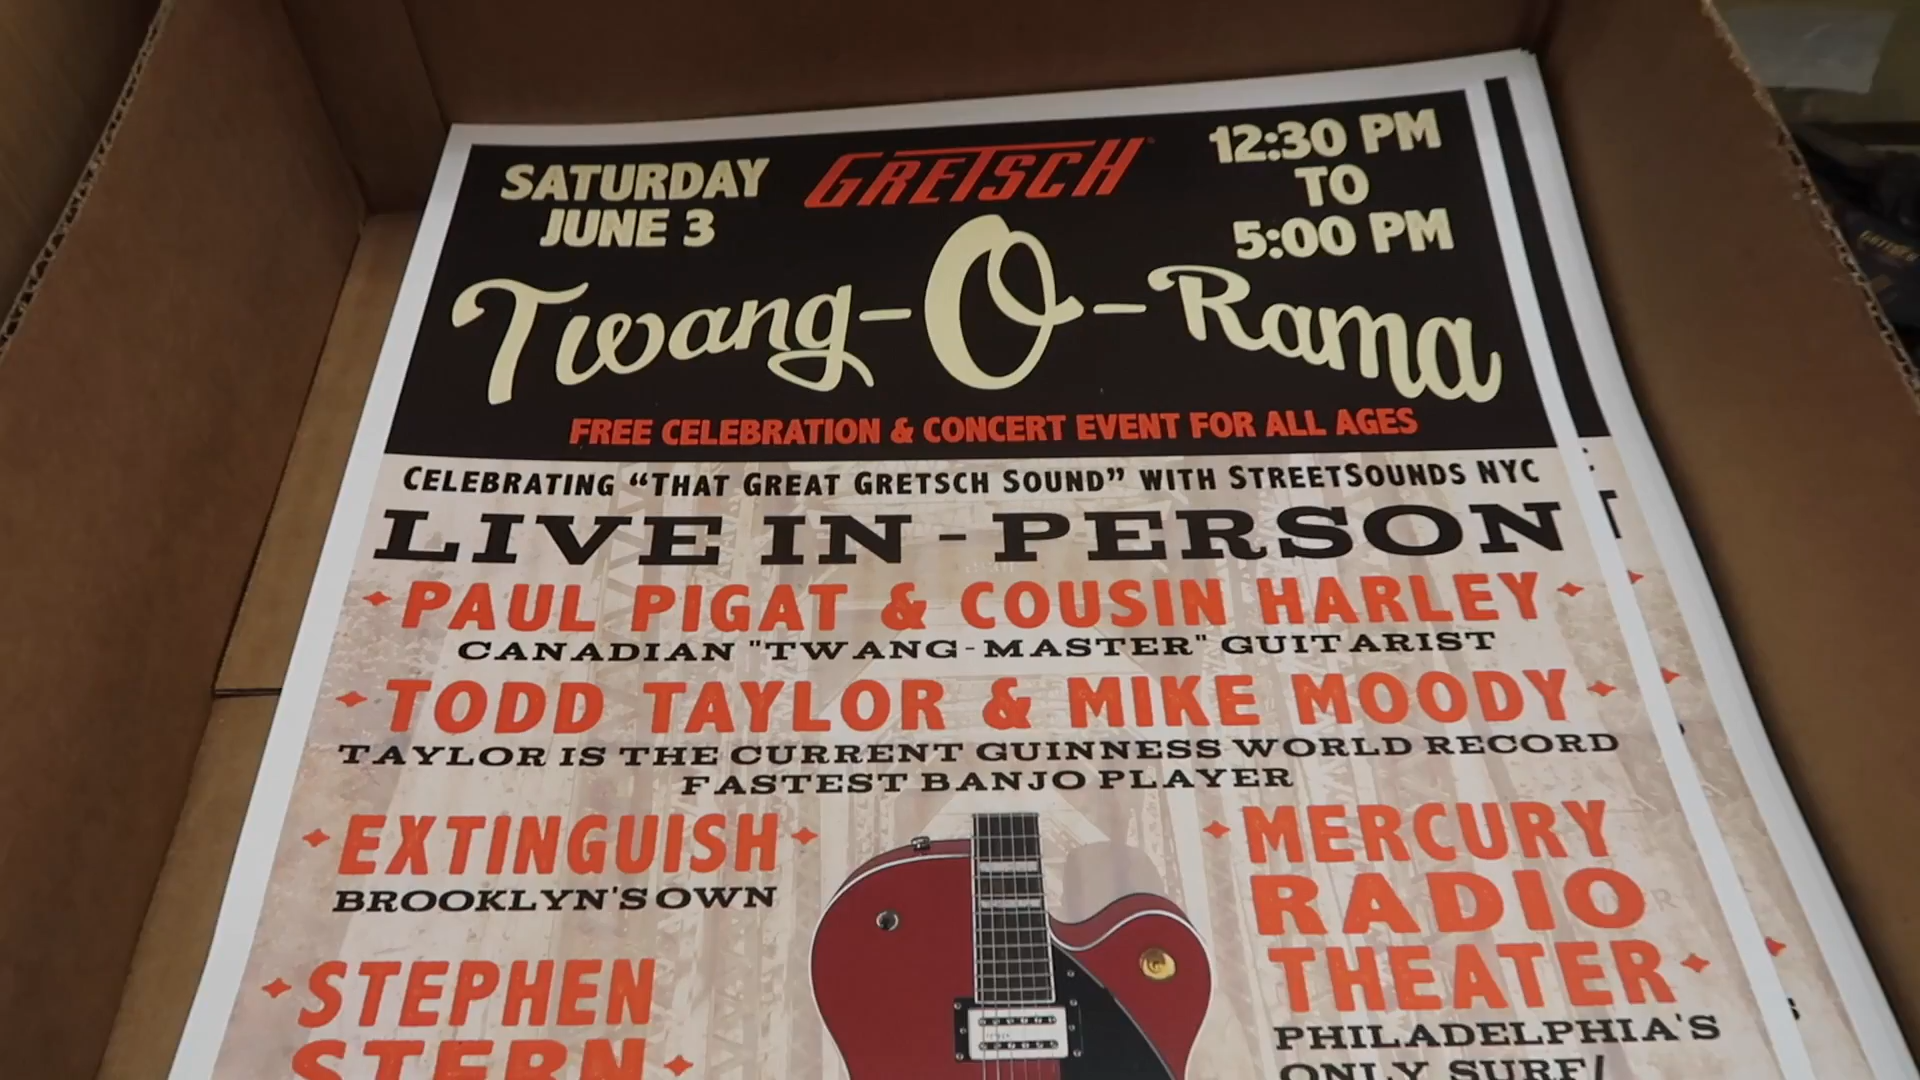 SATURDAY
JUNE 3
GRETSCH
12:30 PM
TO
5:00 PM
Twang-O-Rama
FREE CELEBRATION & CONCERT EVENT FOR ALL AGES
CELEBRATING “THAT GREAT GRETSCH SOUND” WITH STREETSOUNDS NYC
LIVE IN-PERSON
PAUL PIGAT & COUSIN HARLEY
CANADIAN "TWANG-MASTER" GUITARIST
TODD TAYLOR & MIKE MOODY
TAYLOR IS THE CURRENT GUINNESS WORLD RECORD
FASTEST BANJO PLAYER
EXTINGUISH
BROOKLYN'S OWN
STEPHEN
STERN
MERCURY
RADIO
THEATER
PHILADELPHIA'S
ONLY SURF/